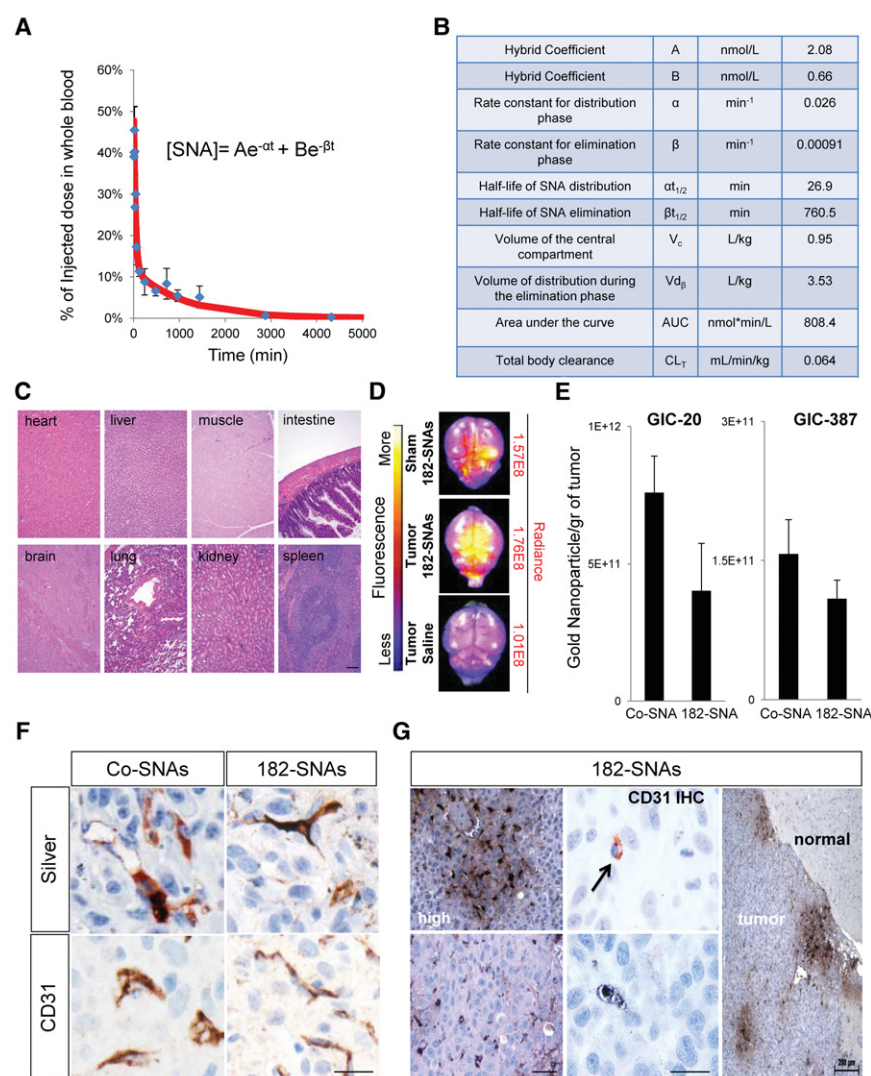 A
60%
50%
40%
30%
20%
10%
0%
% of Injected dose in whole blood
[SNA]= Ae-αt + Be-βt
0 1000 2000 3000 4000 5000
Time (min)
B
Hybrid Coefficient A nmol/L 2.08
Hybrid Coefficient B nmol/L 0.66
Rate constant for distribution
phase α min-1 0.026
Rate constant for elimination
phase β min-1 0.00091
Half-life of SNA distribution αt1/2 min 26.9
Half-life of SNA elimination βt1/2 min 760.5
Volume of the central
compartment Vc L/kg 0.95
Volume of distribution during
the elimination phase Vdβ L/kg 3.53
Area under the curve AUC nmol*min/L 808.4
Total body clearance CLT mL/min/kg 0.064
C
heart liver muscle intestine
brain lung kidney spleen
D
More
Fluorescence
Less
Sham
182-SNAs
Tumor
182-SNAs
Tumor
Saline
1.57E8
1.76E8
1.01E8
Radiance
E
GIC-20
GIC-387
Gold Nanoparticle/gr of tumor
1E+12
5E+11
0
Co-SNA 182-SNA
3E+11
1.5E+11
0
Co-SNA 182-SNA
F
Co-SNAs 182-SNAs
Silver
CD31
G
182-SNAs
CD31 IHC
high
normal
tumor
200 µm